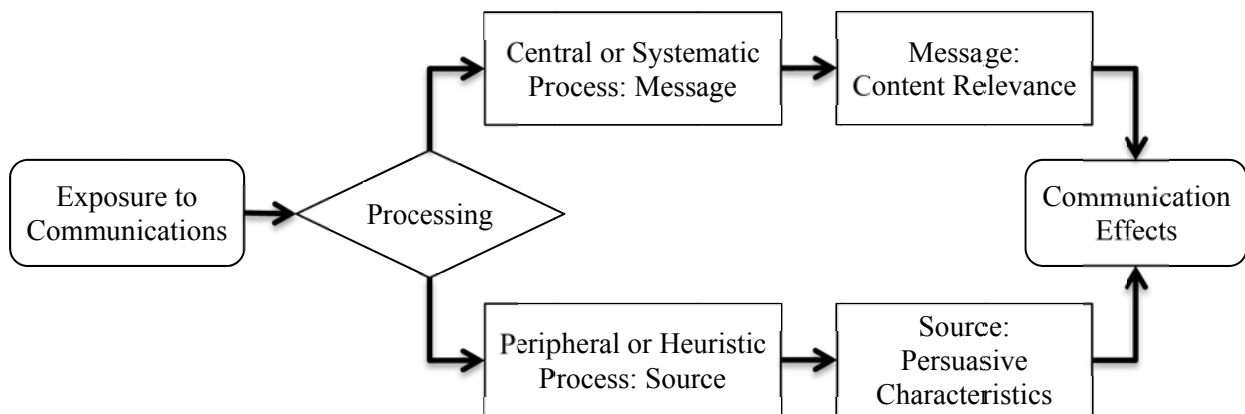 Exposure to
Communications
Processing
Central or Systematic
Process: Message
Message:
Content Relevance
Peripheral or Heuristic
Process: Source
Source:
Persuasive
Characteristics
Communication
Effects